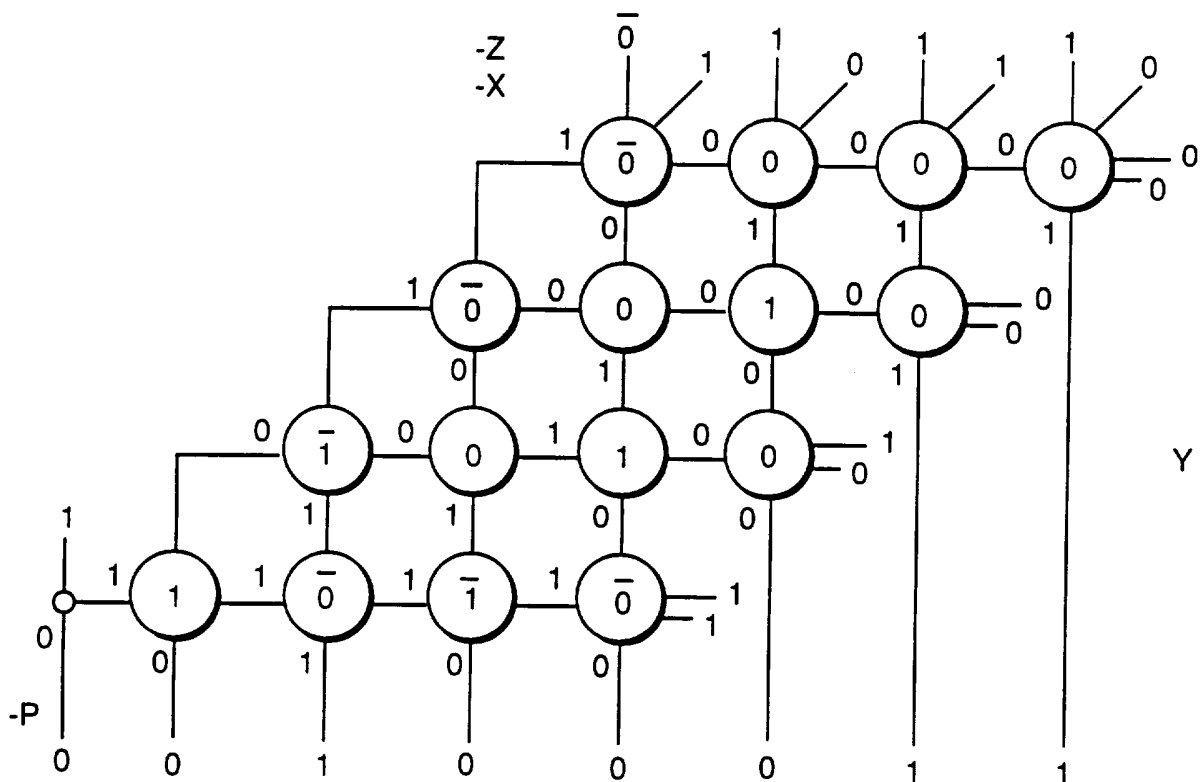 -Z 0̅ 1 1 1
-X 1 0 1 0
1 0̅ 0 0 0 0 0 0 0
0
0 1 1 1
1 0̅ 0 0 0 1 0 0 0
0
0 1 0 1
0 1̅ 0 0 1 1 0 0 1
0 Y
1 1 1 0 0
1 1 1 0̅ 1 1̅ 1 0̅ 1
1
0 0 1 0 0
-P
0 0 1 0 0 0 1 1